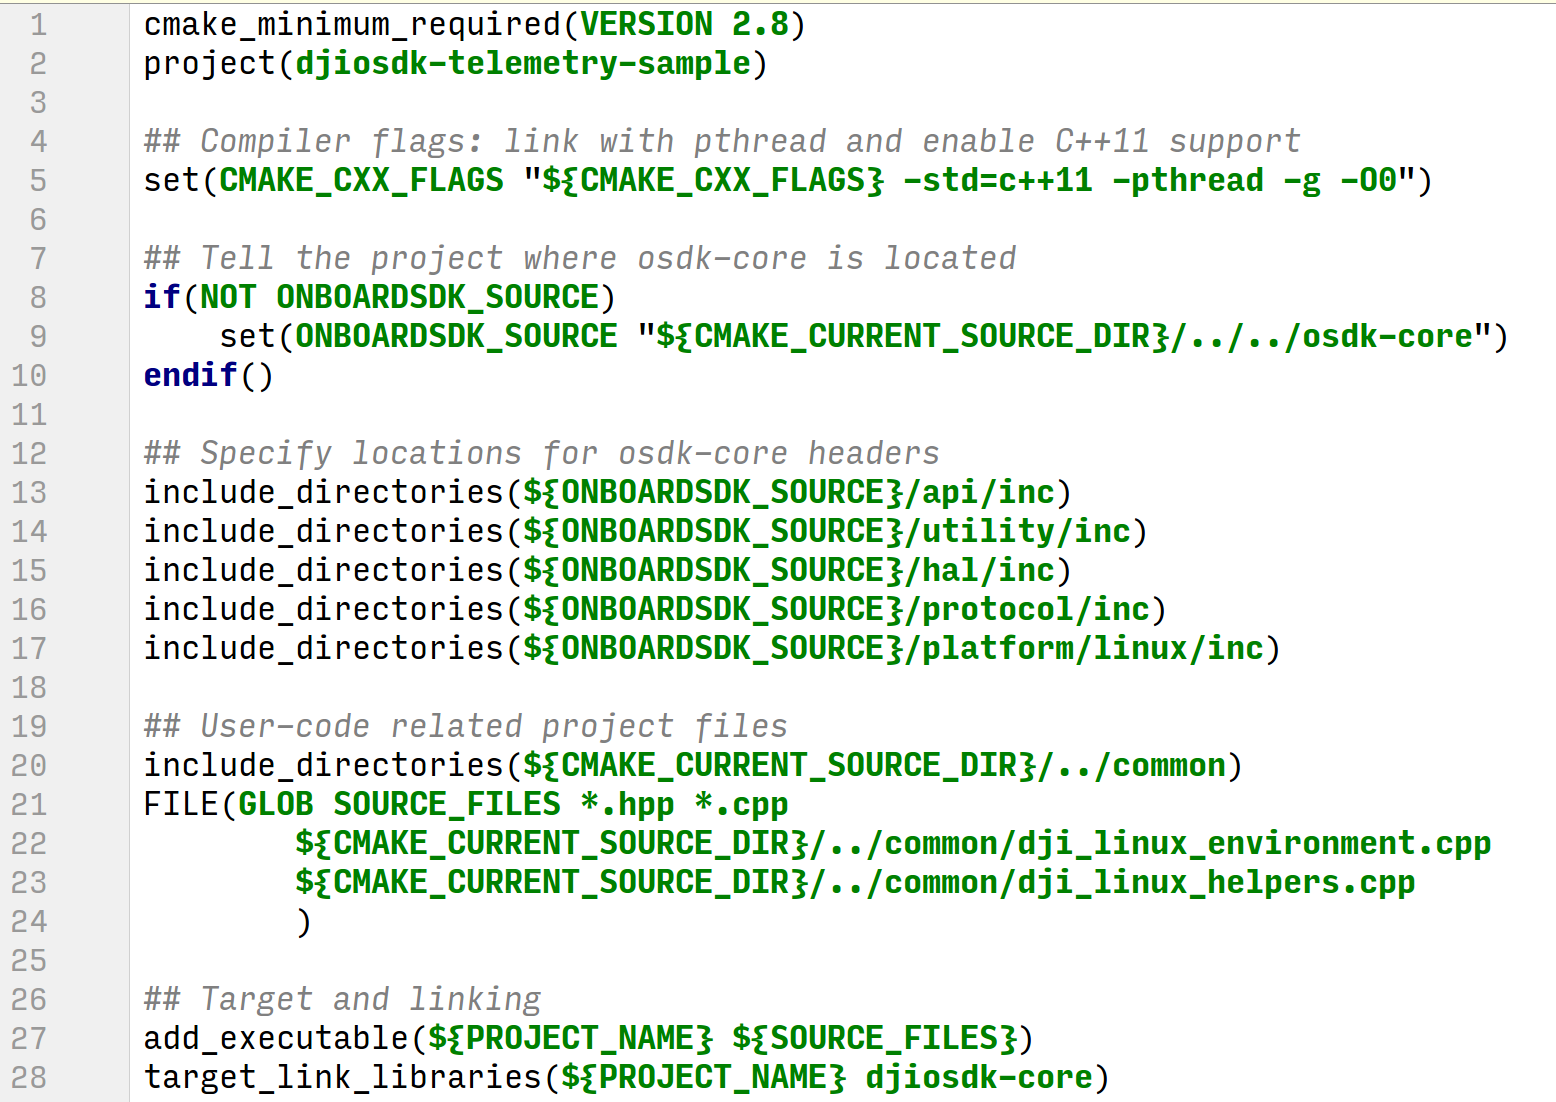 1 cmake_minimum_required(VERSION 2.8)
2 project(djiosdk-telemetry-sample)
3
4 ## Compiler flags: link with pthread and enable C++11 support
5 set(CMAKE_CXX_FLAGS "${CMAKE_CXX_FLAGS} -std=c++11 -pthread -g -O0")
6
7 ## Tell the project where osdk-core is located
8 if(NOT ONBOARDSDK_SOURCE)
9     set(ONBOARDSDK_SOURCE "${CMAKE_CURRENT_SOURCE_DIR}/../../osdk-core")
10 endif()
11
12 ## Specify locations for osdk-core headers
13 include_directories(${ONBOARDSDK_SOURCE}/api/inc)
14 include_directories(${ONBOARDSDK_SOURCE}/utility/inc)
15 include_directories(${ONBOARDSDK_SOURCE}/hal/inc)
16 include_directories(${ONBOARDSDK_SOURCE}/protocol/inc)
17 include_directories(${ONBOARDSDK_SOURCE}/platform/linux/inc)
18
19 ## User-code related project files
20 include_directories(${CMAKE_CURRENT_SOURCE_DIR}/../common)
21 FILE(GLOB SOURCE_FILES *.hpp *.cpp
22         ${CMAKE_CURRENT_SOURCE_DIR}/../common/dji_linux_environment.cpp
23         ${CMAKE_CURRENT_SOURCE_DIR}/../common/dji_linux_helpers.cpp
24         )
25
26 ## Target and linking
27 add_executable(${PROJECT_NAME} ${SOURCE_FILES})
28 target_link_libraries(${PROJECT_NAME} djiosdk-core)